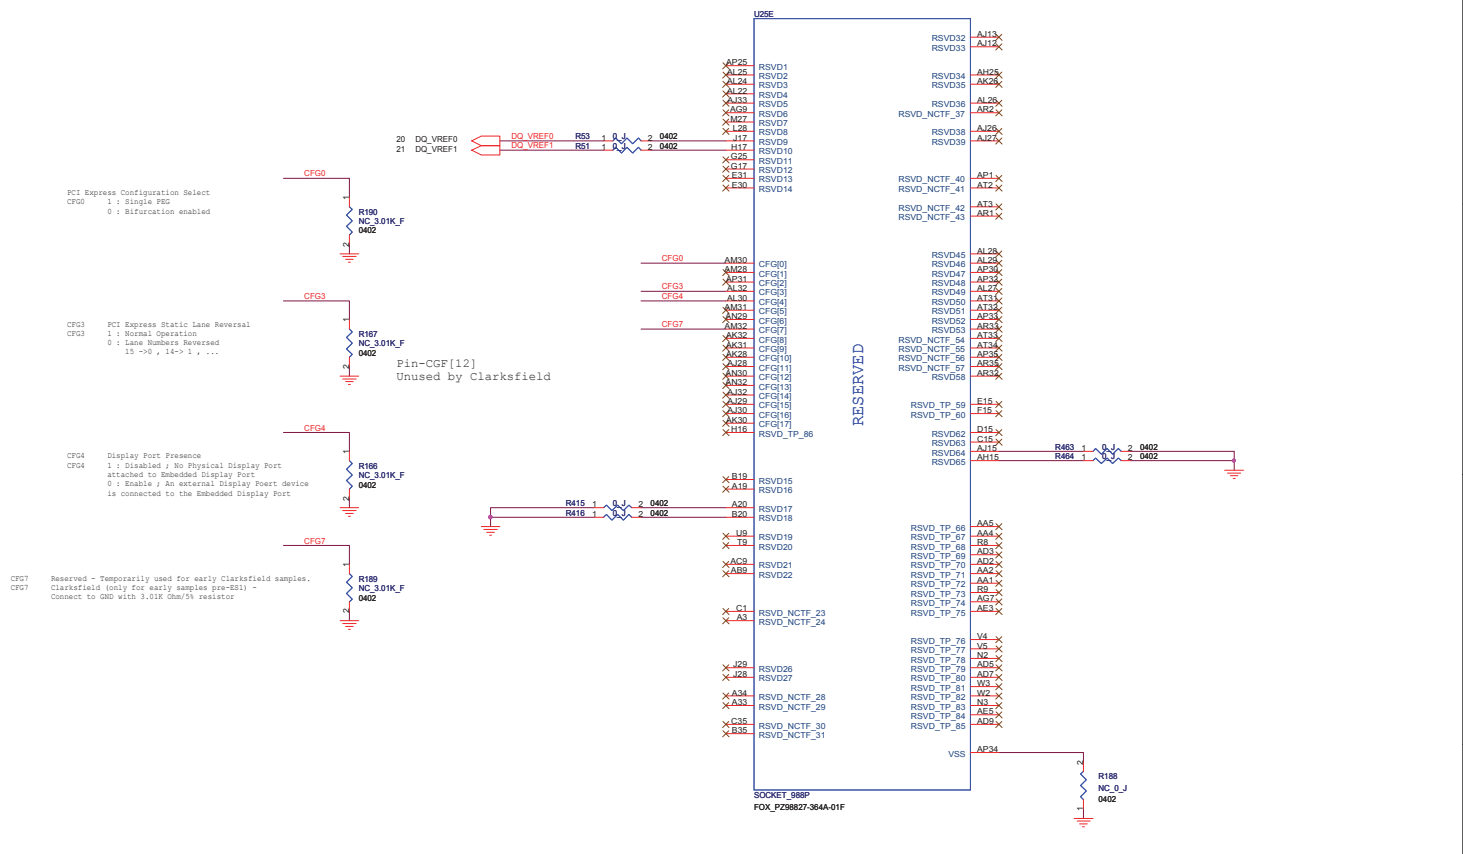 U25E
AP25 RSVD1
AL25 RSVD2
AL24 RSVD3
AL22 RSVD4
AJ33 RSVD5
AG9 RSVD6
M27 RSVD7
L28 RSVD8
J17 RSVD9
H17 RSVD10
G25 RSVD11
G17 RSVD12
E31 RSVD13
E30 RSVD14
20 DQ_VREF0 DQ_VREF0 R53 1 0_J 2 0402
21 DQ_VREF1 DQ_VREF1 R51 1 0_J 2 0402
CFG0
PCI Express Configuration Select
CFG0 1 : Single PEG
0 : Bifurcation enabled
1
R190
NC_3.01K_F
0402
2
CFG3
CFG3 PCI Express Static Lane Reversal
CFG3 1 : Normal Operation
0 : Lane Numbers Reversed
15 ->0 , 14-> 1 , ...
1
R167
NC_3.01K_F
0402
2
Pin-CGF[12]
Unused by Clarksfield
CFG4
CFG4 Display Port Presence
CFG4 1 : Disabled ; No Physical Display Port
attached to Embedded Display Port
0 : Enable ; An external Display Poert device
is connected to the Embedded Display Port
1
R166
NC_3.01K_F
0402
2
CFG7
CFG7 Reserved - Temporarily used for early Clarksfield samples.
CFG7 Clarksfield (only for early samples pre-ES1) -
Connect to GND with 3.01K Ohm/5% resistor
1
R189
NC_3.01K_F
0402
2
CFG0 AM30 CFG[0]
AM28 CFG[1]
AP31 CFG[2]
CFG3 AL32 CFG[3]
CFG4 AL30 CFG[4]
AM31 CFG[5]
AN29 CFG[6]
CFG7 AM32 CFG[7]
AK32 CFG[8]
AK31 CFG[9]
AK28 CFG[10]
AJ28 CFG[11]
AN30 CFG[12]
AN32 CFG[13]
AJ32 CFG[14]
AJ29 CFG[15]
AJ30 CFG[16]
AK30 CFG[17]
H16 RSVD_TP_86
B19 RSVD15
A19 RSVD16
R415 1 0_J 2 0402 A20 RSVD17
R416 1 0_J 2 0402 B20 RSVD18
U9 RSVD19
T9 RSVD20
AC9 RSVD21
AB9 RSVD22
C1 RSVD_NCTF_23
A3 RSVD_NCTF_24
J29 RSVD26
J28 RSVD27
A34 RSVD_NCTF_28
A33 RSVD_NCTF_29
C35 RSVD_NCTF_30
B35 RSVD_NCTF_31
RESERVED
RSVD32 AJ13
RSVD33 AJ12
RSVD34 AH25
RSVD35 AK26
RSVD36 AL26
RSVD_NCTF_37 AR2
RSVD38 AJ26
RSVD39 AJ27
RSVD_NCTF_40 AP1
RSVD_NCTF_41 AT2
RSVD_NCTF_42 AT3
RSVD_NCTF_43 AR1
RSVD45 AL28
RSVD46 AL29
RSVD47 AP30
RSVD48 AP32
RSVD49 AL27
RSVD50 AT31
RSVD51 AT32
RSVD52 AP33
RSVD53 AR33
RSVD_NCTF_54 AT33
RSVD_NCTF_55 AT34
RSVD_NCTF_56 AP35
RSVD_NCTF_57 AR35
RSVD58 AR32
RSVD_TP_59 E15
RSVD_TP_60 F15
RSVD62 D15
RSVD63 C15
RSVD64 AJ15 R463 1 0_J 2 0402
RSVD65 AH15 R464 1 0_J 2 0402
RSVD_TP_66 AA5
RSVD_TP_67 AA4
RSVD_TP_68 R8
RSVD_TP_69 AD3
RSVD_TP_70 AD2
RSVD_TP_71 AA2
RSVD_TP_72 AA1
RSVD_TP_73 R9
RSVD_TP_74 AG7
RSVD_TP_75 AE3
RSVD_TP_76 V4
RSVD_TP_77 V5
RSVD_TP_78 N2
RSVD_TP_79 AD5
RSVD_TP_80 AD7
RSVD_TP_81 W3
RSVD_TP_82 W2
RSVD_TP_83 N3
RSVD_TP_84 AE5
RSVD_TP_85 AD9
VSS AP34
2
R188
NC_0_J
0402
1
SOCKET_988P
FOX_PZ98827-364A-01F